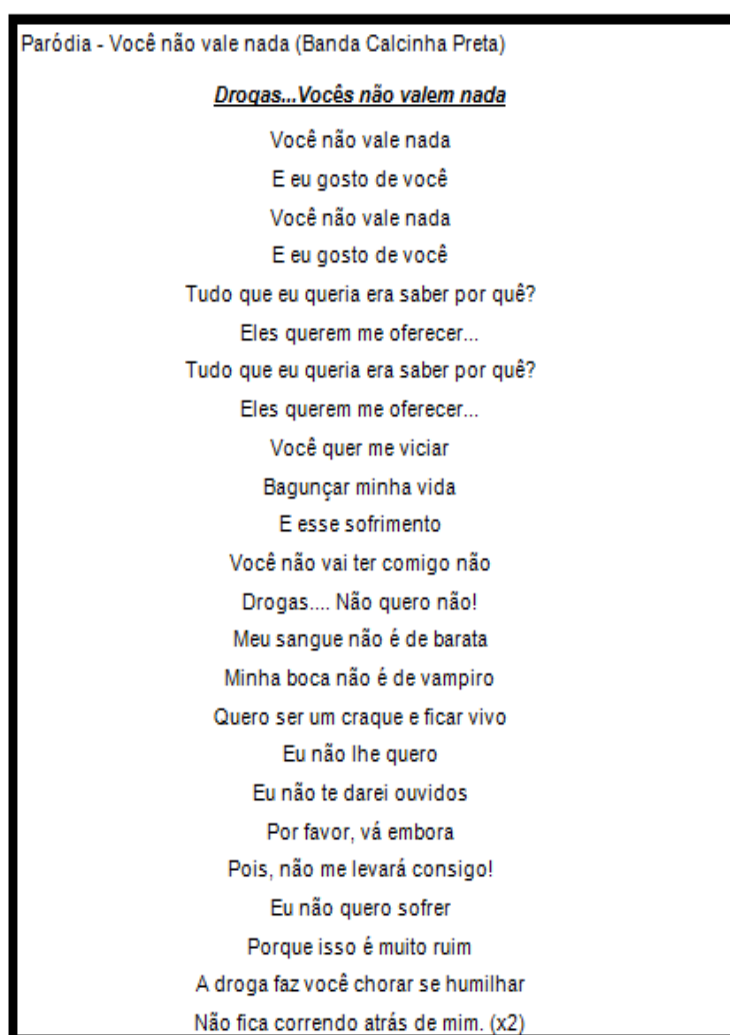 Paródia - Você não vale nada (Banda Calcinha Preta)
Drogas...Vocês não valem nada
Você não vale nada
E eu gosto de você
Você não vale nada
E eu gosto de você
Tudo que eu queria era saber por quê?
Eles querem me oferecer...
Tudo que eu queria era saber por quê?
Eles querem me oferecer...
Você quer me viciar
Bagunçar minha vida
E esse sofrimento
Você não vai ter comigo não
Drogas.... Não quero não!
Meu sangue não é de barata
Minha boca não é de vampiro
Quero ser um craque e ficar vivo
Eu não lhe quero
Eu não te darei ouvidos
Por favor, vá embora
Pois, não me levará consigo!
Eu não quero sofrer
Porque isso é muito ruim
A droga faz você chorar se humilhar
Não fica correndo atrás de mim. (x2)